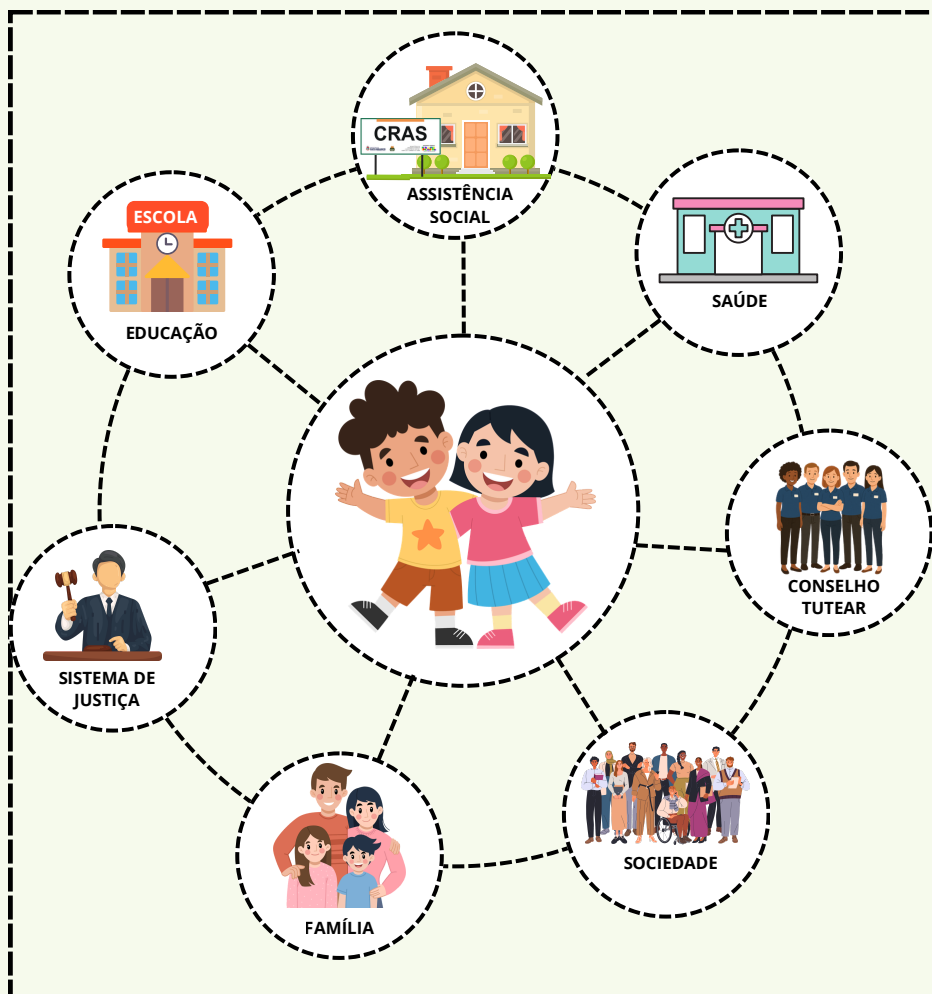 CRAS
ASSISTÊNCIA
SOCIAL
ESCOLA
EDUCAÇÃO
SAÚDE
CONSELHO
TUTEAR
SISTEMA DE
JUSTIÇA
SOCIEDADE
FAMÍLIA